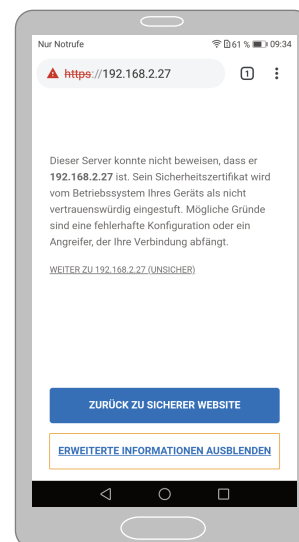 Nur Notrufe 61 % 09:34
https://192.168.2.27 1
Dieser Server konnte nicht beweisen, dass er
192.168.2.27 ist. Sein Sicherheitszertifikat wird
vom Betriebssystem Ihres Geräts als nicht
vertrauenswürdig eingestuft. Mögliche Gründe
sind eine fehlerhafte Konfiguration oder ein
Angreifer, der Ihre Verbindung abfängt.
WEITER ZU 192.168.2.27 (UNSICHER)
ZURÜCK ZU SICHERER WEBSITE
ERWEITERTE INFORMATIONEN AUSBLENDEN